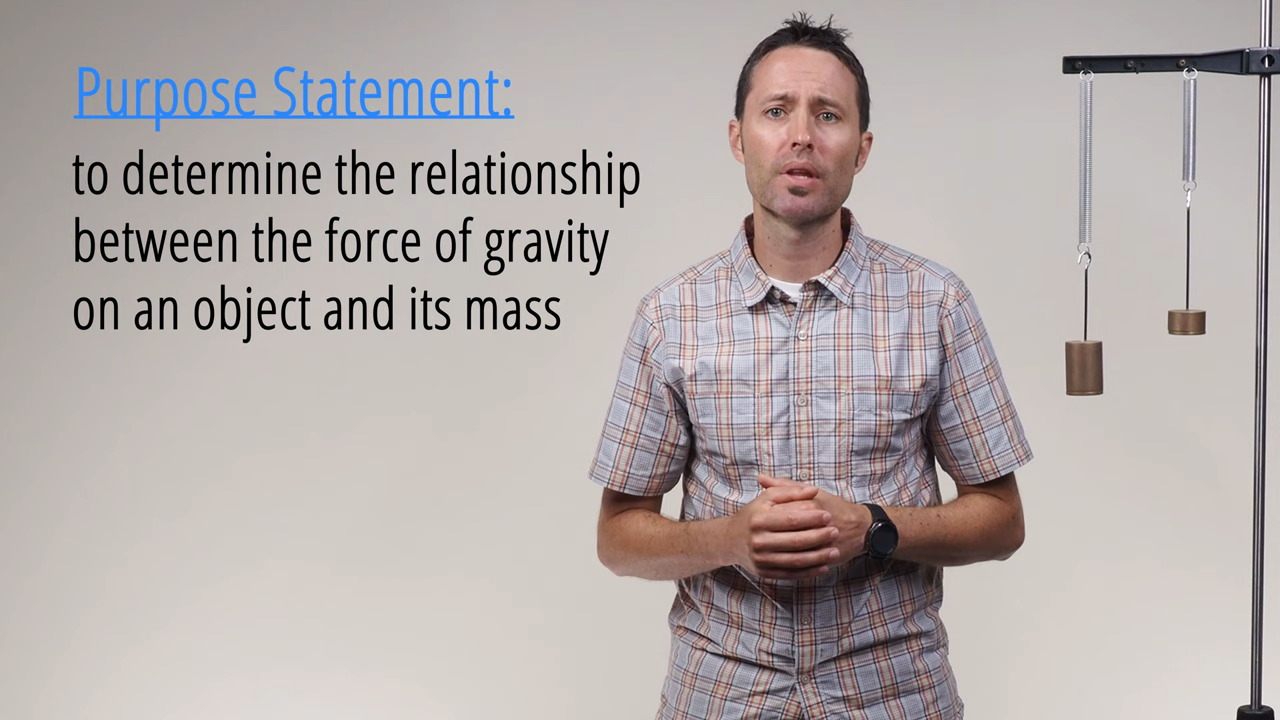 Purpose Statement:
to determine the relationship
between the force of gravity
on an object and its mass